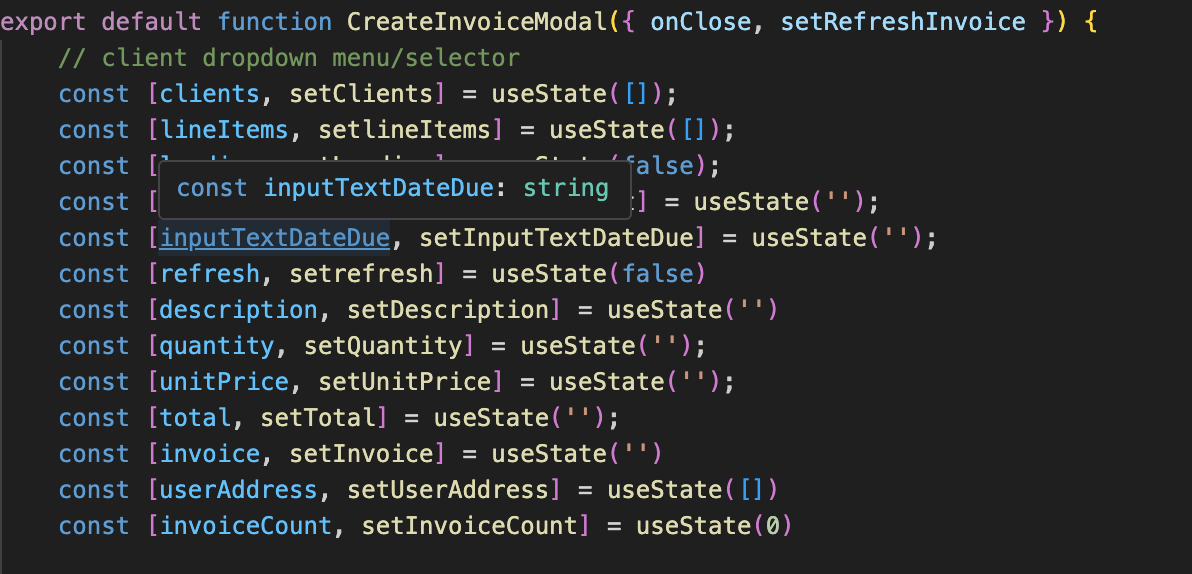 export default function CreateInvoiceModal({ onClose, setRefreshInvoice }) {
// client dropdown menu/selector
const [clients, setClients] = useState([]);
const [lineItems, setlineItems] = useState([]);
const [ false);
const inputTextDateDue: string
const [ ] = useState('');
const [inputTextDateDue, setInputTextDateDue] = useState('');
const [refresh, setrefresh] = useState(false)
const [description, setDescription] = useState('')
const [quantity, setQuantity] = useState('');
const [unitPrice, setUnitPrice] = useState('');
const [total, setTotal] = useState('');
const [invoice, setInvoice] = useState('')
const [userAddress, setUserAddress] = useState([])
const [invoiceCount, setInvoiceCount] = useState(0)